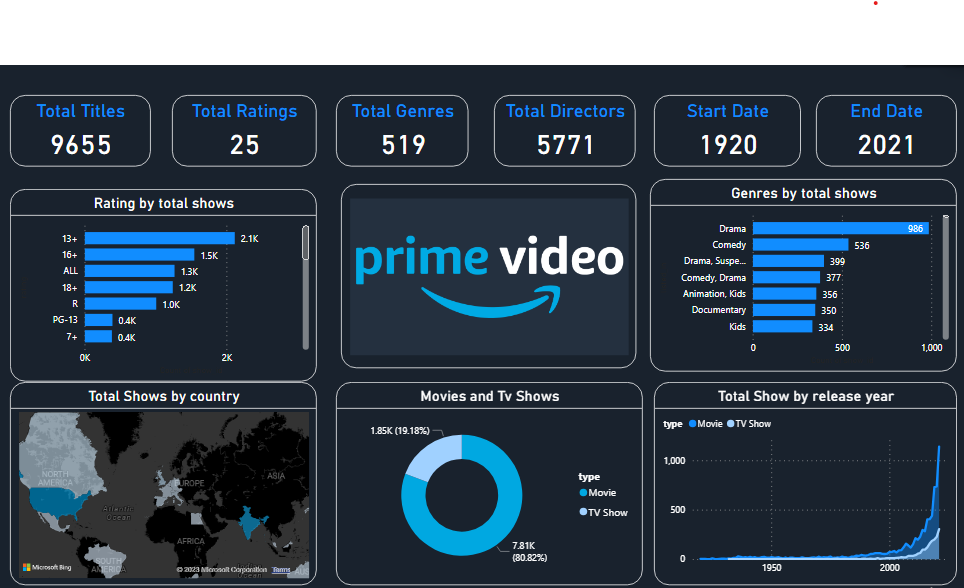 Total Titles
9655
Total Ratings
25
Total Genres
519
Total Directors
5771
Start Date
1920
End Date
2021
Rating by total shows
13+ 2.1K
16+ 1.5K
ALL 1.3K
18+ 1.2K
R 1.0K
PG-13 0.4K
7+ 0.4K
0K 2K
prime video
Genres by total shows
Drama 986
Comedy 536
Drama, Suspe... 399
Comedy, Drama 377
Animation, Kids 356
Documentary 350
Kids 334
0 500 1,000
Total Shows by country
NORTH
AMERICA
EUROPE
ASIA
Atlantic
Ocean
AFRICA
SOUTH
AMERICA
Microsoft Bing
© 2023 Microsoft Corporation Terms
Movies and Tv Shows
1.85K (19.18%)
7.81K
(80.82%)
type
Movie
TV Show
Total Show by release year
type Movie TV Show
1,000
500
0
1950 2000